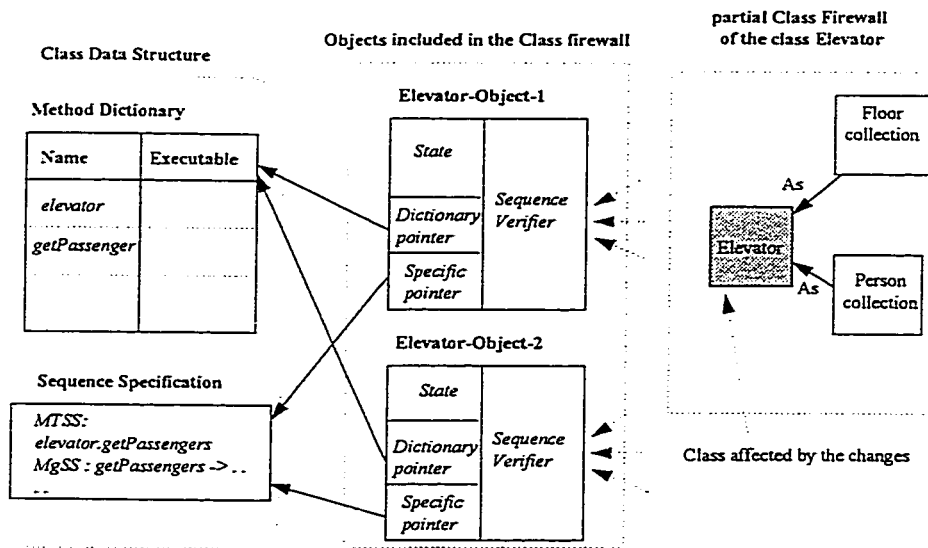 Class Data Structure
Method Dictionary
Name
Executable
elevator
getPassenger
Sequence Specification
MTSS:
elevator.getPassengers
MgSS : getPassengers -> . .
. .
Objects included in the Class firewall
Elevator-Object-1
State
Dictionary
pointer
Specific
pointer
Sequence
Verifier
Elevator-Object-2
State
Dictionary
pointer
Specific
pointer
Sequence
Verifier
partial Class Firewall
of the class Elevator
Floor
collection
As
Elevator
As
Person
collection
Class affected by the changes